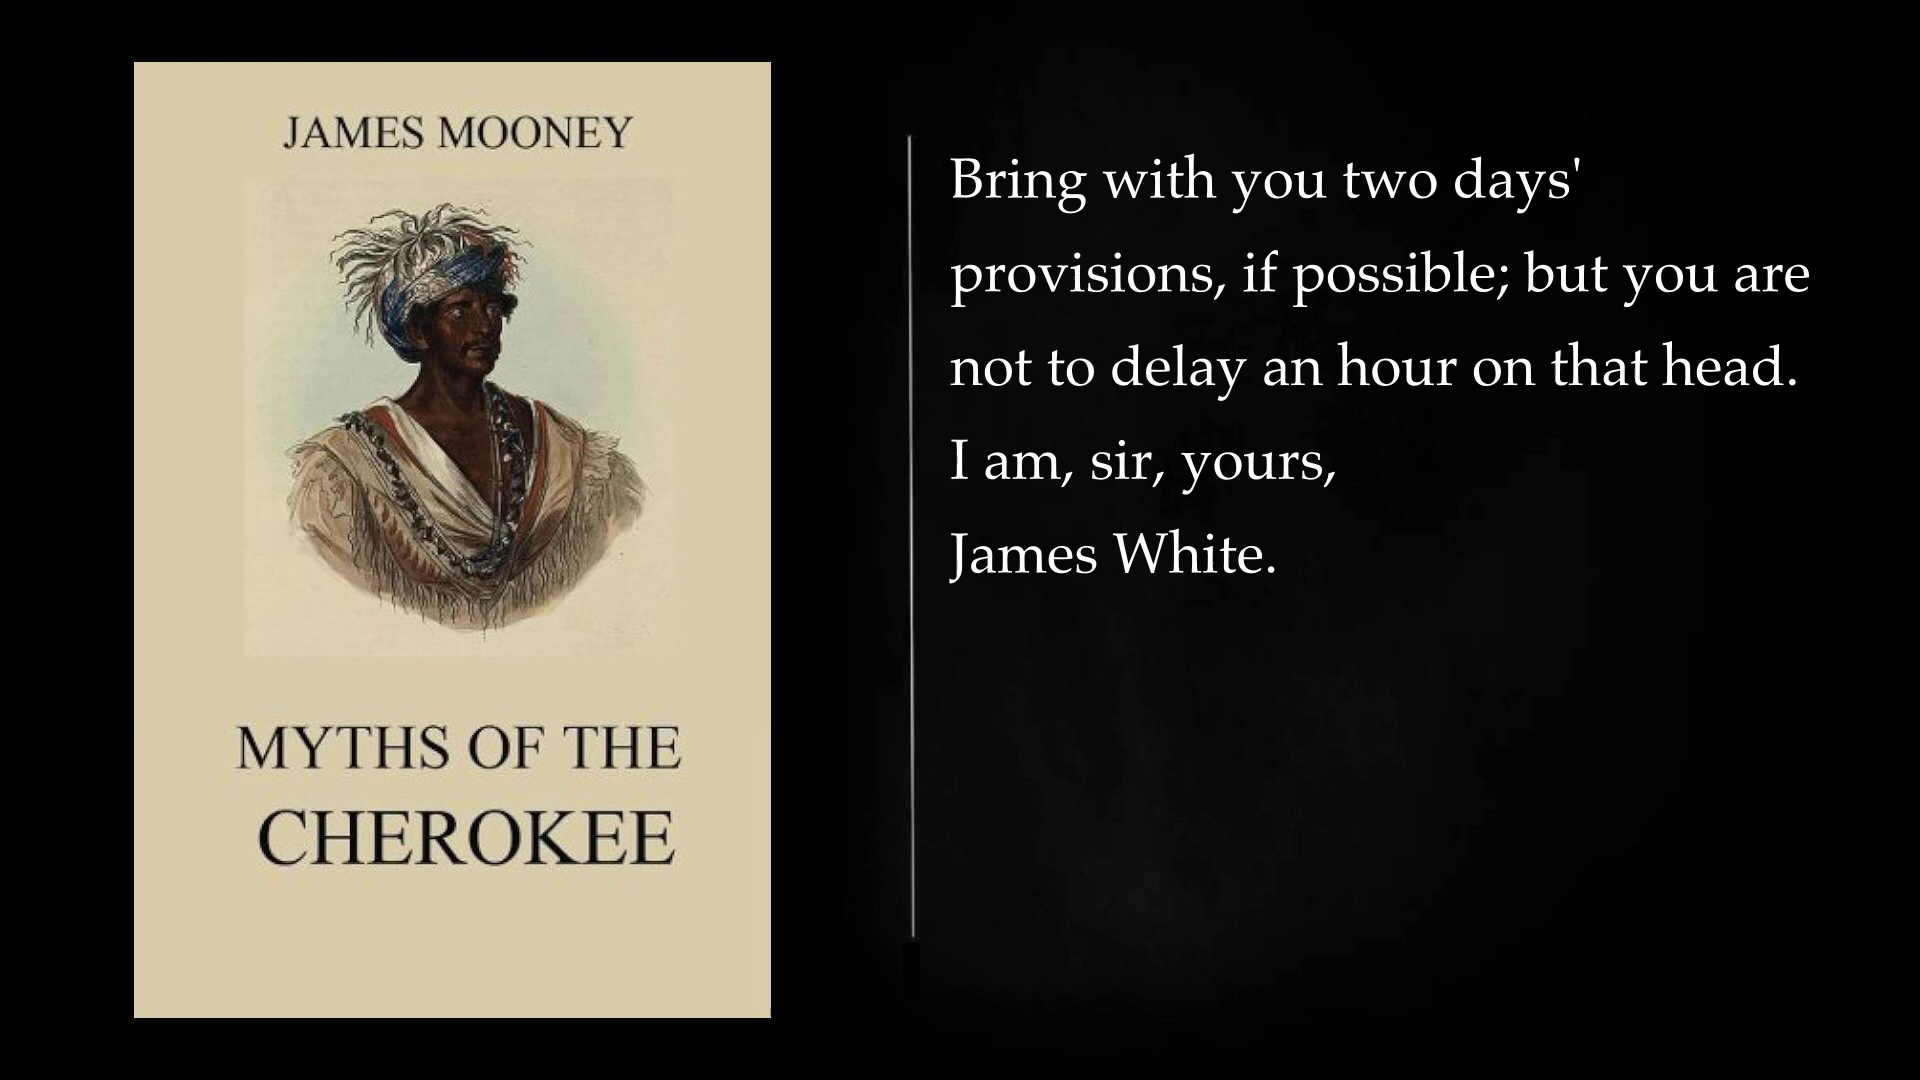 JAMES MOONEY
MYTHS OF THE
CHEROKEE
Bring with you two days'
provisions, if possible; but you are
not to delay an hour on that head.
I am, sir, yours,
James White.